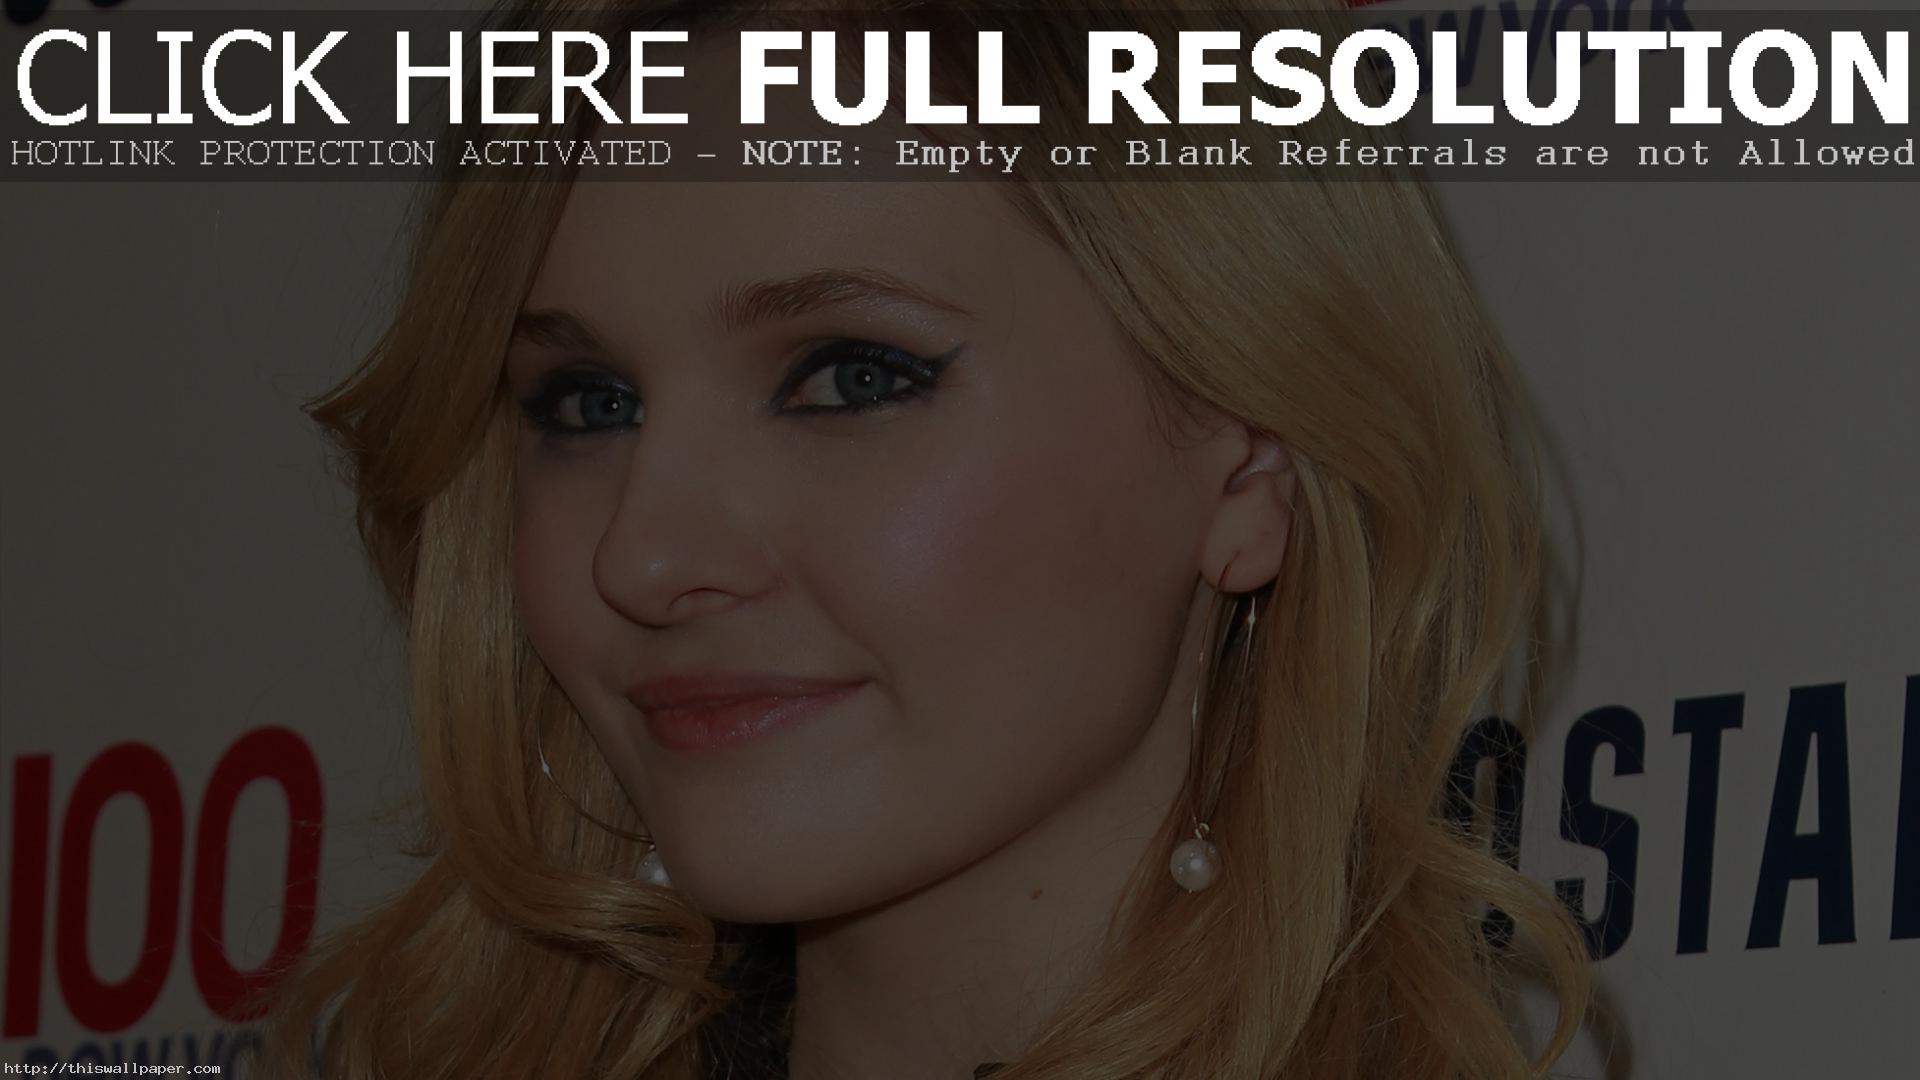 CLICK HERE FULL RESOLUTION
HOTLINK PROTECTION ACTIVATED – NOTE: Empty or Blank Referrals are not Allowed
100
http://thiswallpaper.com